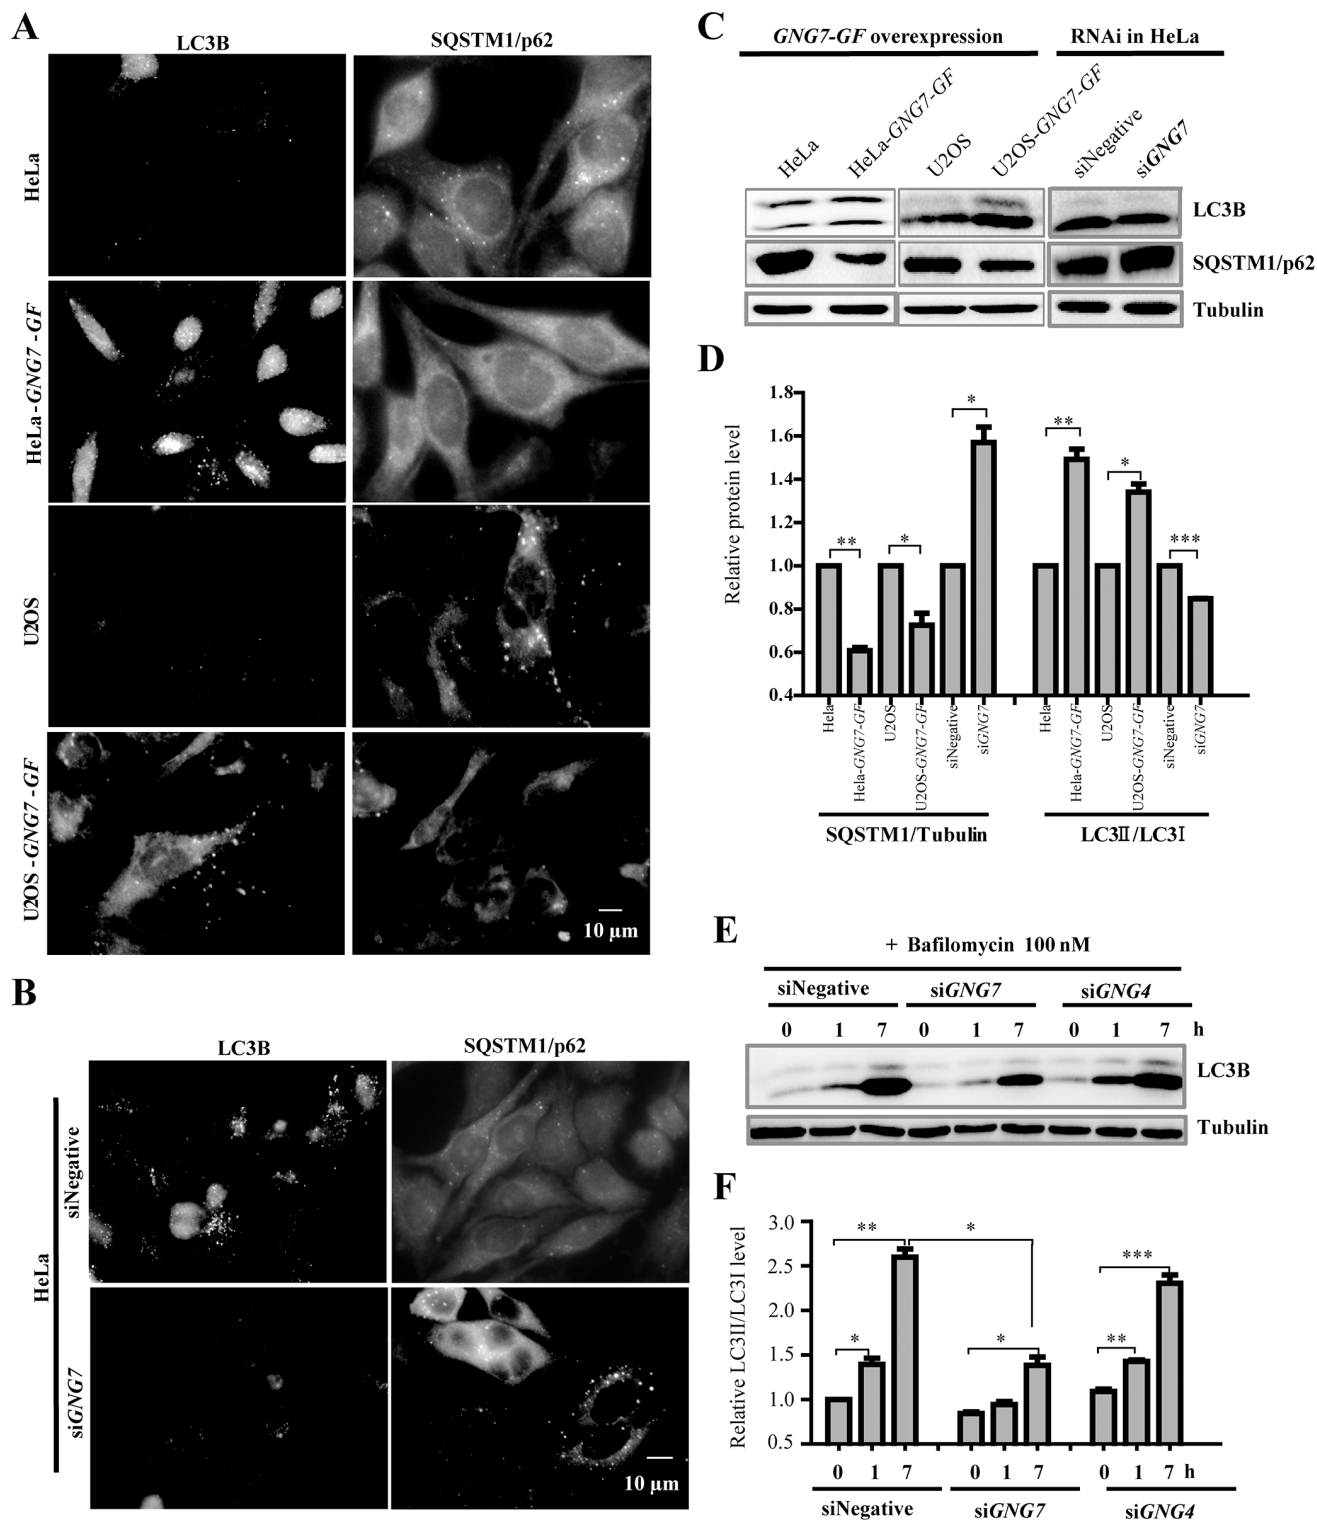 A
LC3B
SQSTM1/p62
HeLa
HeLa-GNG7 -GF
U2OS
U2OS -GNG7 -GF
10 µm
B
LC3B
SQSTM1/p62
HeLa
siNegative
siGNG7
10 µm
C
GNG7-GF overexpression
RNAi in HeLa
HeLa
HeLa-GNG7-GF
U2OS
U2OS-GNG7-GF
siNegative
siGNG7
LC3B
SQSTM1/p62
Tubulin
D
Relative protein level
1.8
1.6
1.4
1.2
1.0
0.8
0.6
0.4
**
*
*
**
*
***
Hela
Hela-GNG7-GF
U2OS
U2OS-GNG7-GF
siNegative
siGNG7
Hela
Hela-GNG7-GF
U2OS
U2OS-GNG7-GF
siNegative
siGNG7
SQSTM1/Tubulin
LC3Ⅱ/LC3Ⅰ
E
+ Bafilomycin 100 nM
siNegative siGNG7 siGNG4
0 1 7 0 1 7 0 1 7 h
LC3B
Tubulin
F
Relative LC3II/LC3I level
3.0
2.5
2.0
1.5
1.0
0.5
** * ***
* * **
0 1 7 0 1 7 0 1 7 h
siNegative siGNG7 siGNG4